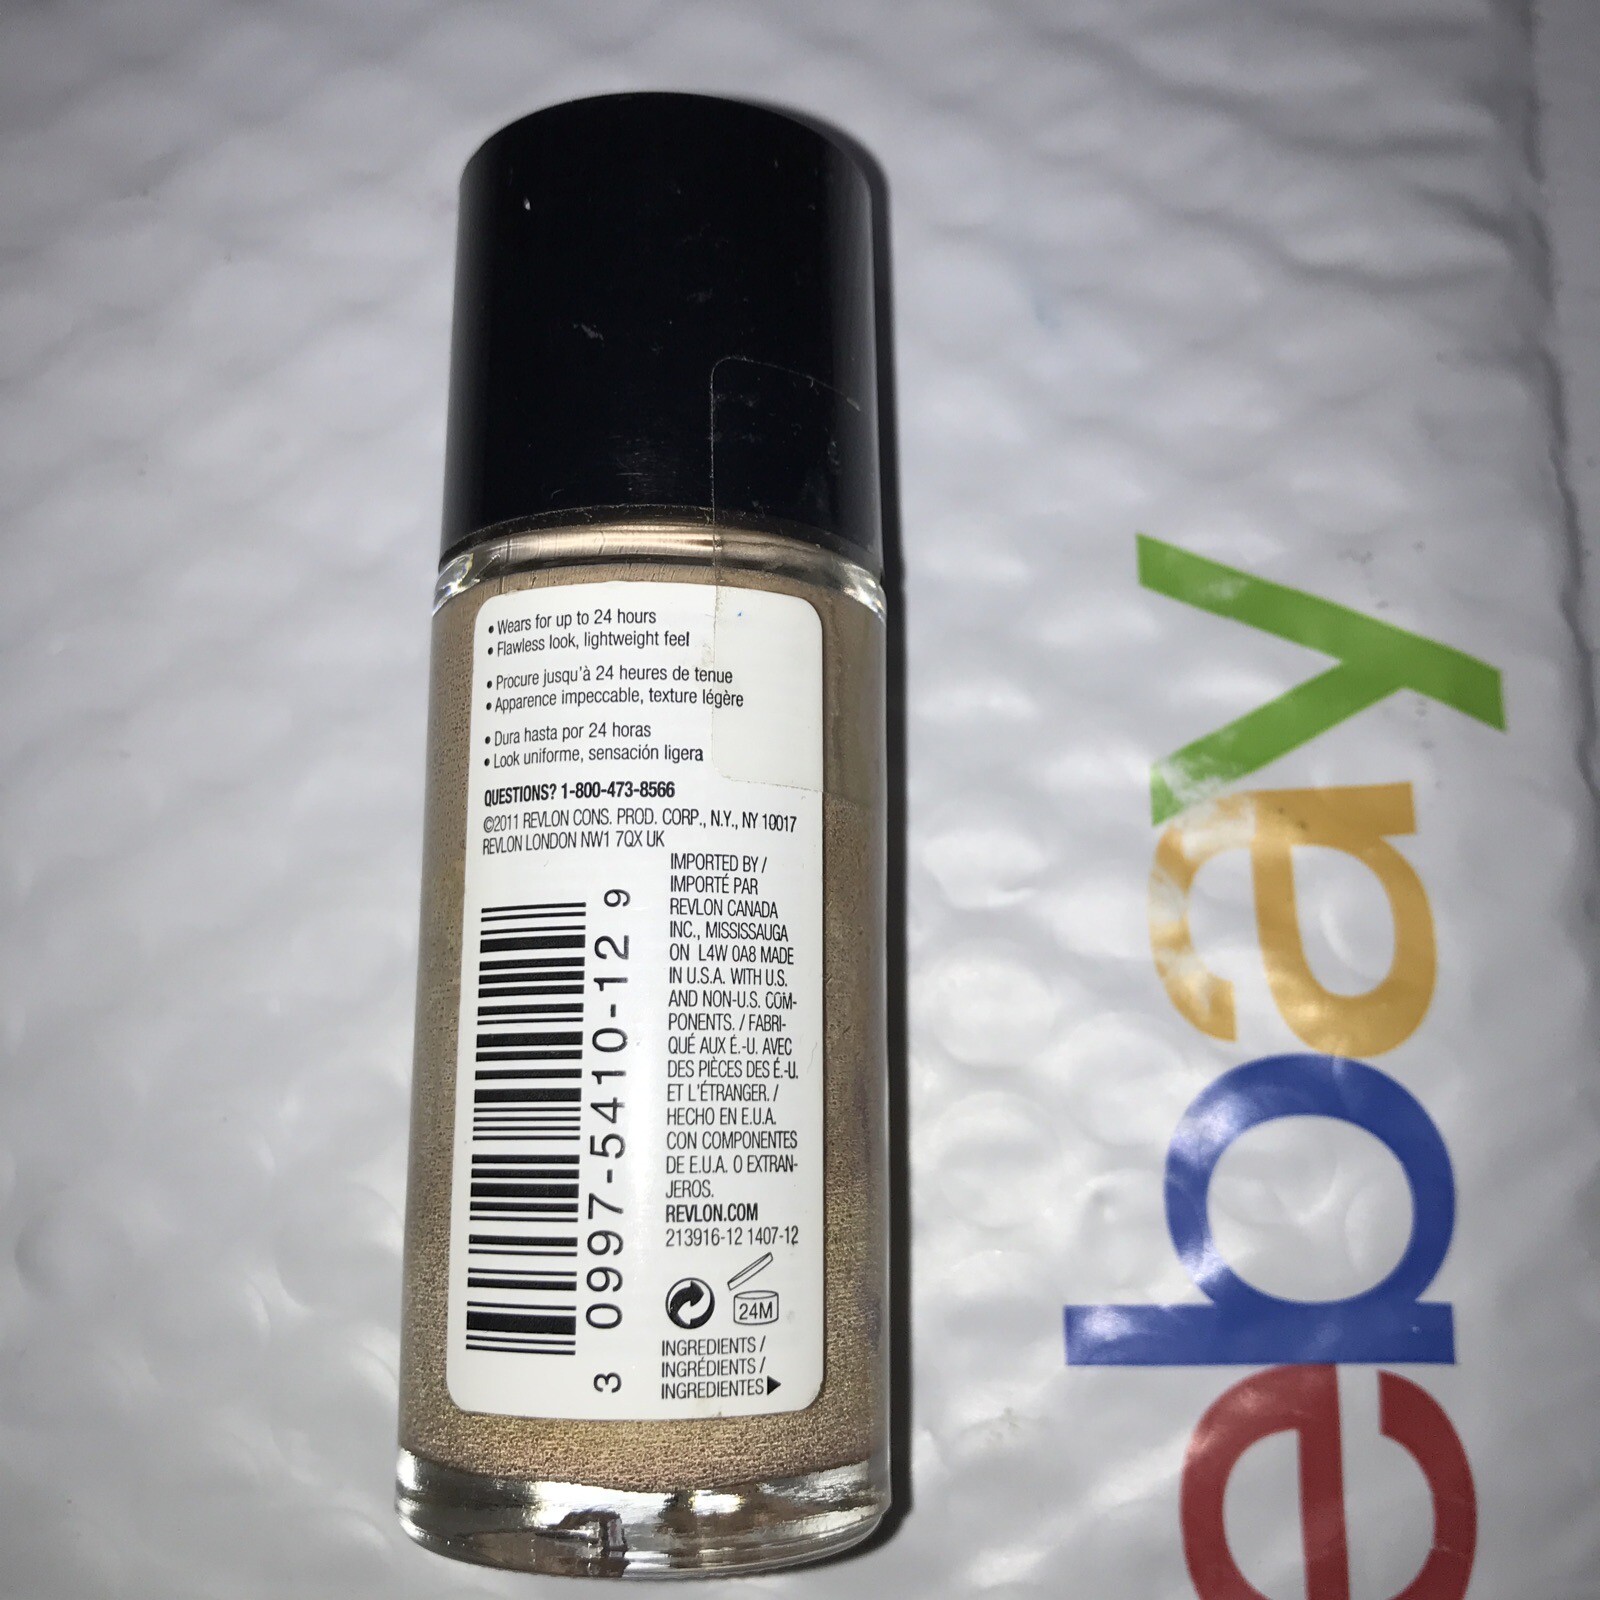 • Wears for up to 24 hours
• Flawless look, lightweight feel
• Procure jusqu'à 24 heures de tenue
• Apparence impeccable, texture légère
• Dura hasta por 24 horas
• Look uniforme, sensación ligera
QUESTIONS? 1-800-473-8566
©2011 REVLON CONS. PROD. CORP., N.Y., NY 10017
REVLON LONDON NW1 7QX UK
IMPORTED BY /
IMPORTÉ PAR
REVLON CANADA
INC., MISSISSAUGA
ON L4W 0A8 MADE
IN U.S.A. WITH U.S.
AND NON-U.S. COM-
PONENTS. / FABRI-
QUÉ AUX É.-U. AVEC
DES PIÈCES DES É.-U.
ET L'ÉTRANGER. /
HECHO EN E.U.A.
CON COMPONENTES
DE E.U.A. O EXTRAN-
JEROS.
REVLON.COM
213916-12 1407-12
24M
INGREDIENTS /
INGRÉDIENTS /
INGREDIENTES ▶
3 0997-5410-12 9
ebay